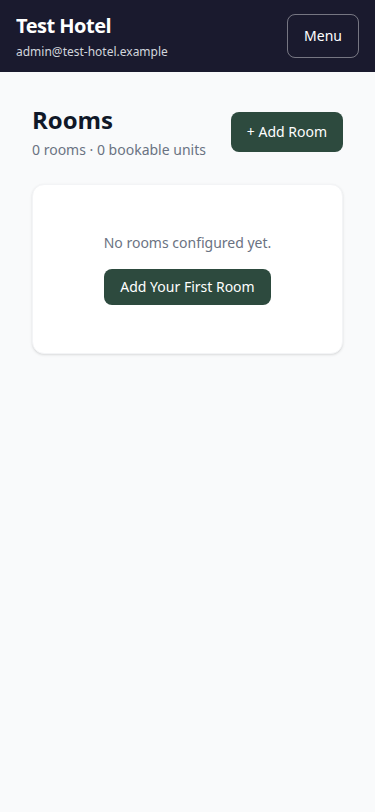 Test Hotel
admin@test-hotel.example
Menu
Rooms
0 rooms · 0 bookable units
+ Add Room
No rooms configured yet.
Add Your First Room